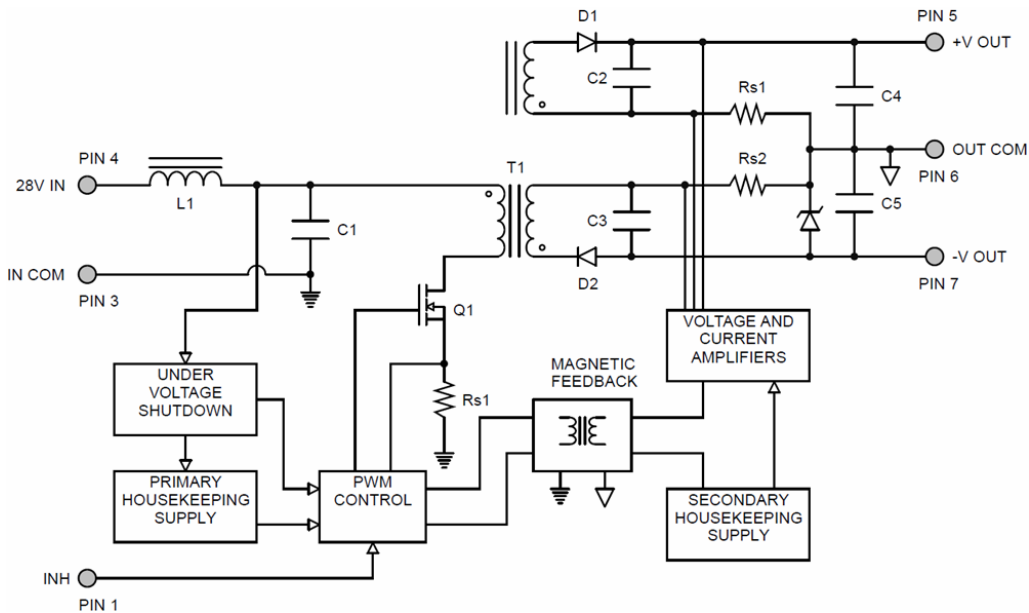 D1
PIN 5
+V OUT
C2
Rs1
C4
PIN 4
T1
Rs2
OUT COM
28V IN
PIN 6
L1
C1
C3
C5
IN COM
-V OUT
D2
PIN 3
PIN 7
Q1
VOLTAGE AND
CURRENT
AMPLIFIERS
UNDER
VOLTAGE
SHUTDOWN
MAGNETIC
FEEDBACK
Rs1
PRIMARY
HOUSEKEEPING
SUPPLY
PWM
CONTROL
SECONDARY
HOUSEKEEPING
SUPPLY
INH
PIN 1